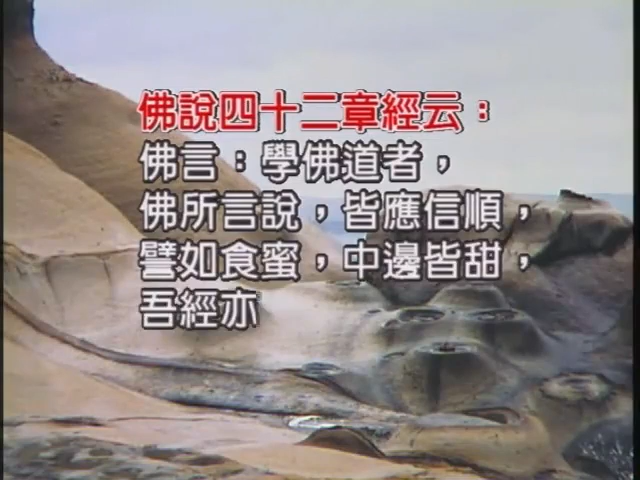 佛說四十二章經云：
佛言：學佛道者，
佛所言說，皆應信順，
譬如食蜜，中邊皆甜，
吾經亦